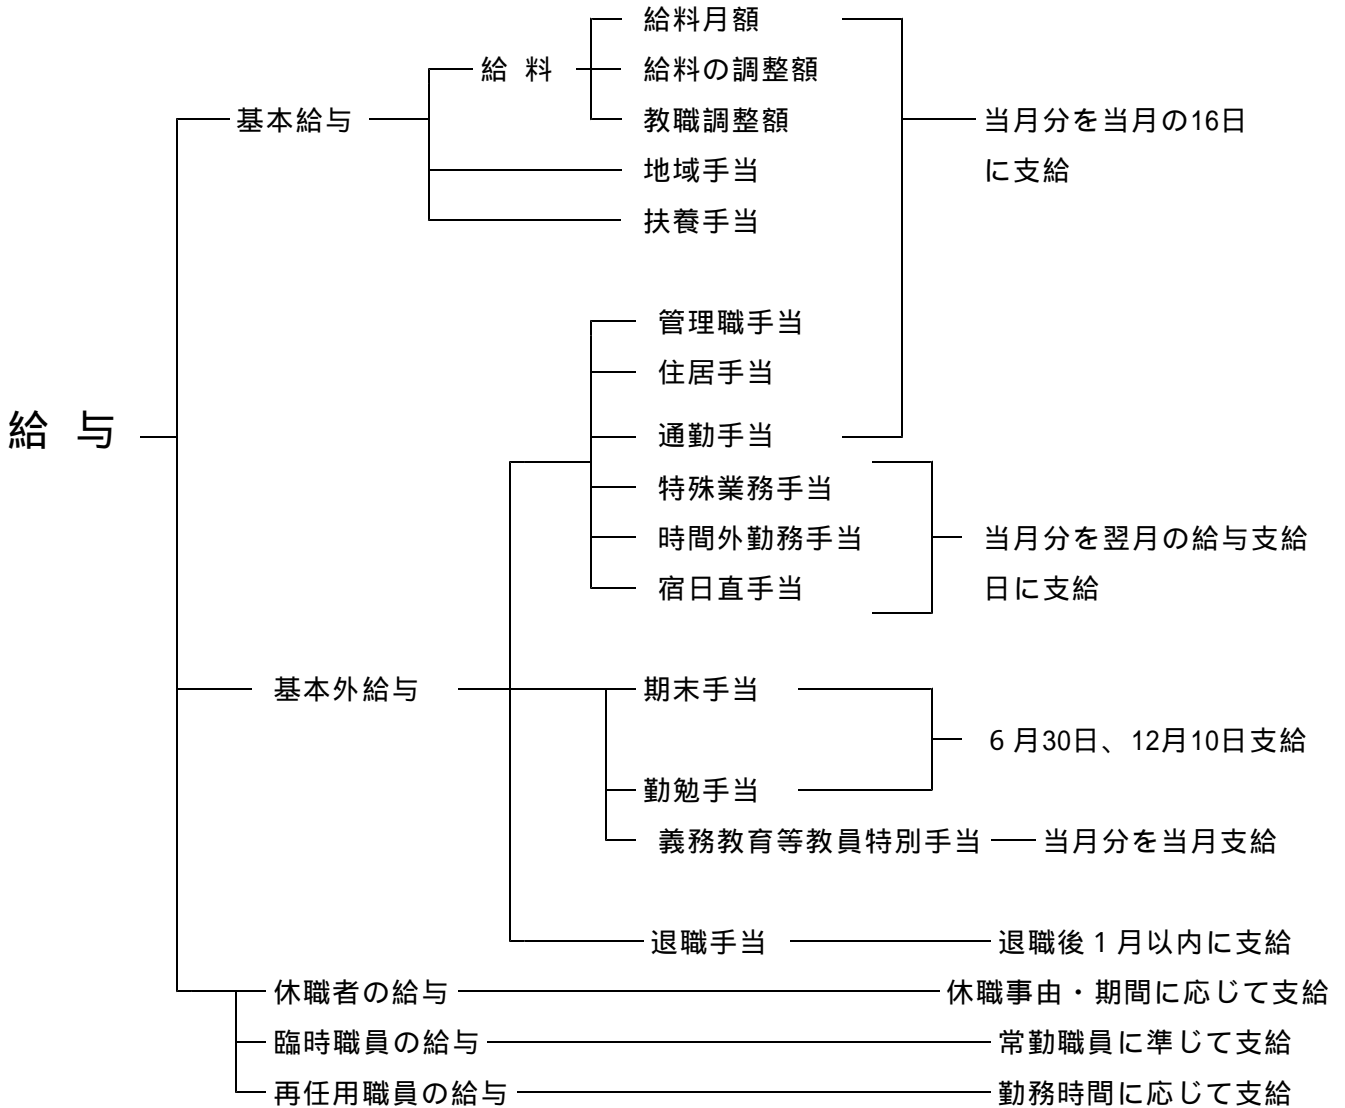 給料月額
給料
給料の調整額
基本給与
教職調整額
当月分を当月の16日
地域手当
に支給
扶養手当
管理職手当
住居手当
給与
通勤手当
特殊業務手当
時間外勤務手当
当月分を翌月の給与支給
宿日直手当
日に支給
基本外給与
期末手当
6月30日、12月10日支給
勤勉手当
義務教育等教員特別手当
当月分を当月支給
退職手当
退職後1月以内に支給
休職者の給与
休職事由・期間に応じて支給
臨時職員の給与
常勤職員に準じて支給
再任用職員の給与
勤務時間に応じて支給